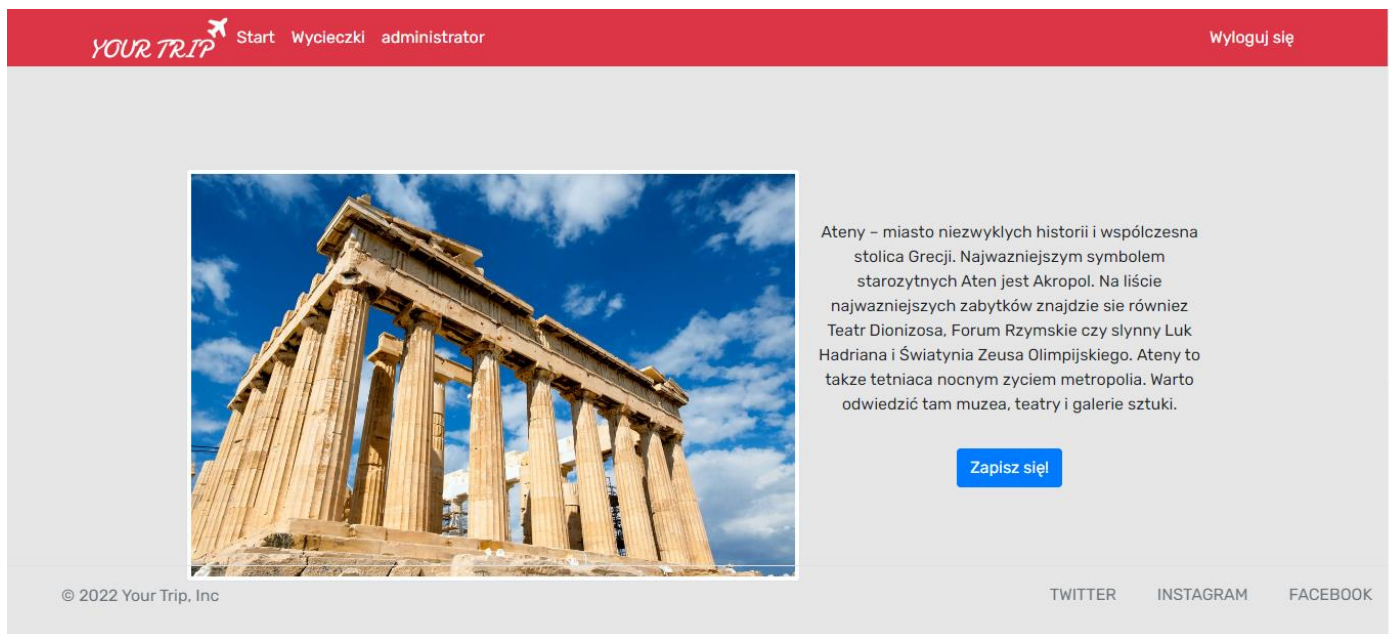 YOUR TRIP Start Wycieczki administrator Wyloguj się
Ateny – miasto niezwyklych historii i wspólczesna
stolica Grecji. Najwazniejszym symbolem
starozytnych Aten jest Akropol. Na liście
najwazniejszych zabytków znajdzie sie równiez
Teatr Dionizosa, Forum Rzymskie czy slynny Luk
Hadriana i Światynia Zeusa Olimpijskiego. Ateny to
takze tetniaca nocnym zyciem metropolia. Warto
odwiedzić tam muzea, teatry i galerie sztuki.
Zapisz się!
© 2022 Your Trip, Inc TWITTER INSTAGRAM FACEBOOK